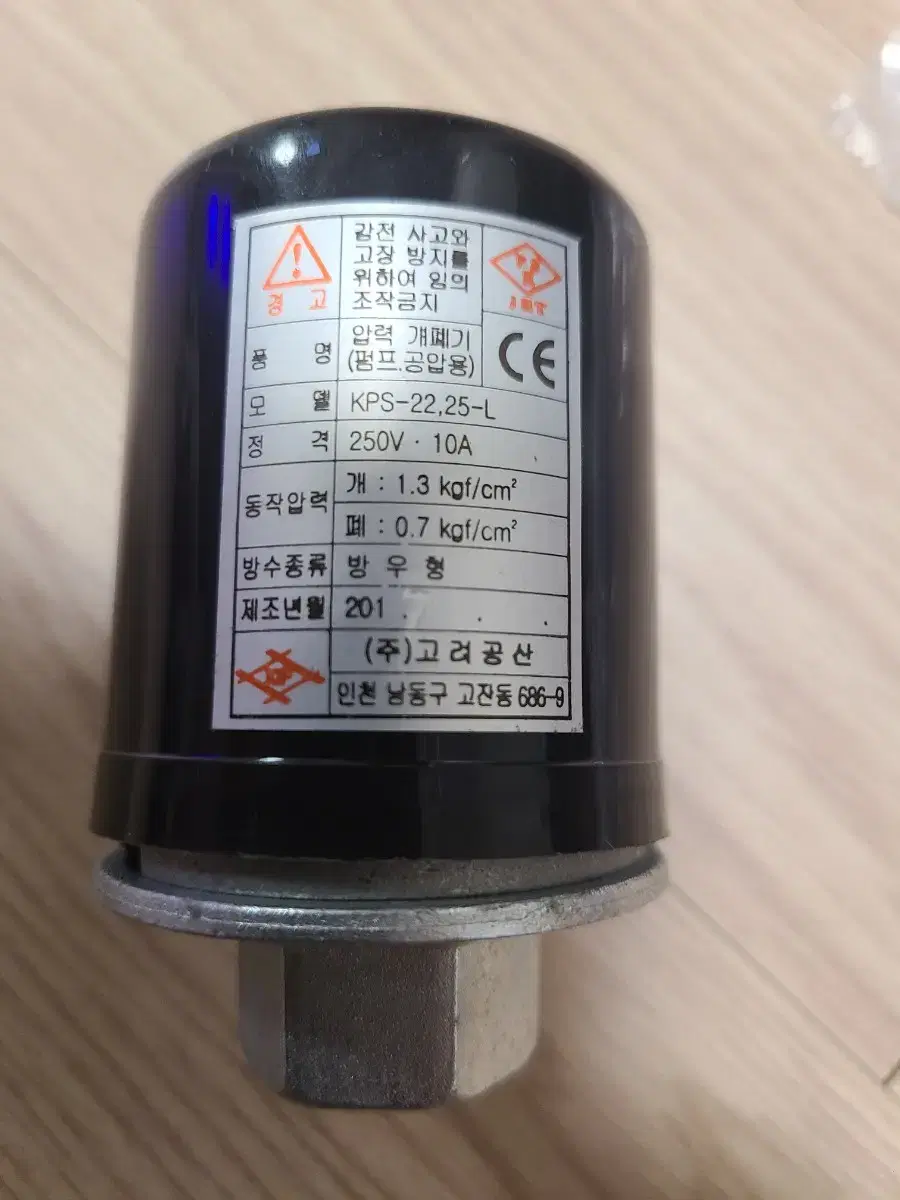 경 고
감전 사고와
고장 방지를
위하여 임의
조작금지
JET
CE
품 명
압력 개폐기
(펌프.공압용)
모 델 KPS-22,25-L
정 격 250V · 10A
동작압력
개 : 1.3 kgf/cm²
폐 : 0.7 kgf/cm²
방수종류 방 우 형
제조년월 201 . . .
(주)고려공산
인천 남동구 고잔동 686-9